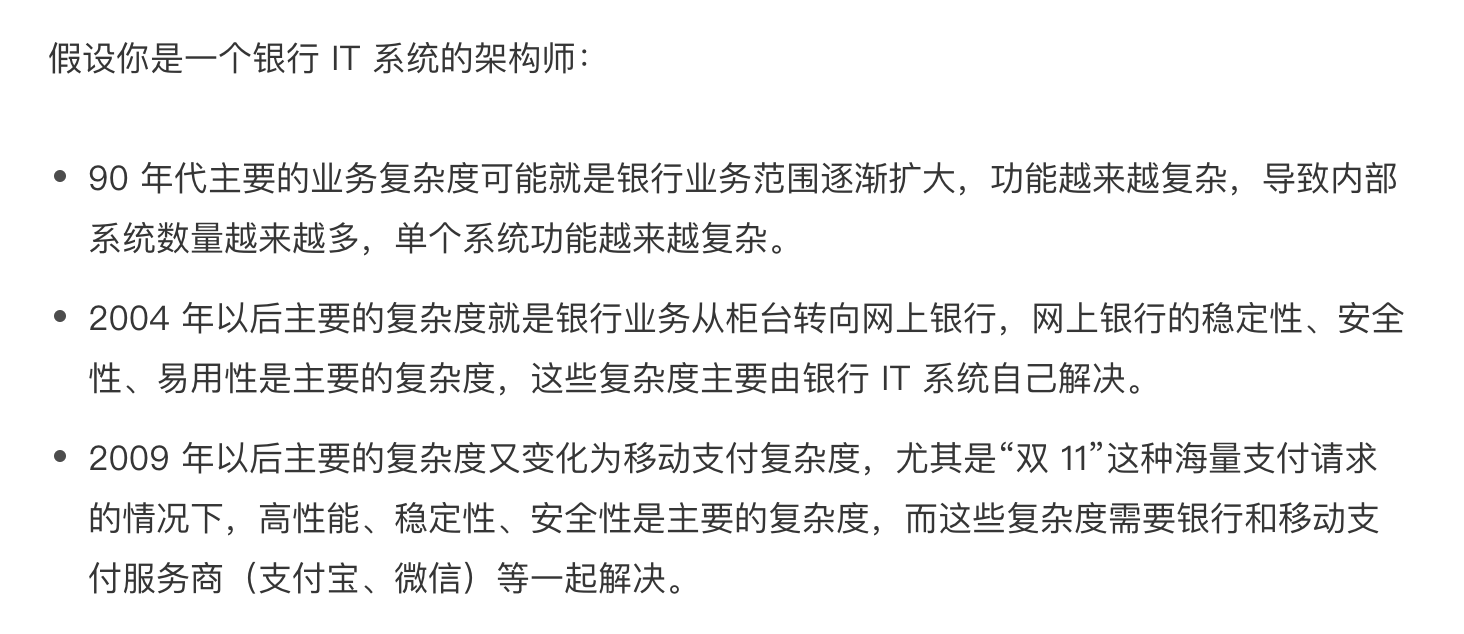 假设你是一个银行 IT 系统的架构师：
• 90 年代主要的业务复杂度可能就是银行业务范围逐渐扩大，功能越来越复杂，导致内部
系统数量越来越多，单个系统功能越来越复杂。
• 2004 年以后主要的复杂度就是银行业务从柜台转向网上银行，网上银行的稳定性、安全
性、易用性是主要的复杂度，这些复杂度主要由银行 IT 系统自己解决。
• 2009 年以后主要的复杂度又变化为移动支付复杂度，尤其是“双 11”这种海量支付请求
的情况下，高性能、稳定性、安全性是主要的复杂度，而这些复杂度需要银行和移动支
付服务商（支付宝、微信）等一起解决。